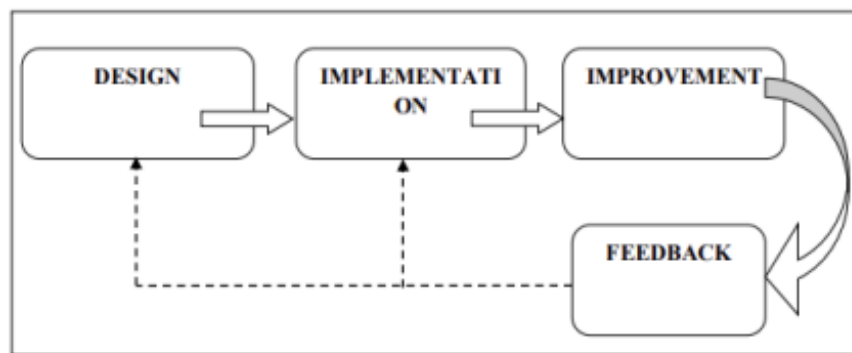 DESIGN
IMPLEMENTATI
ON
IMPROVEMENT
FEEDBACK